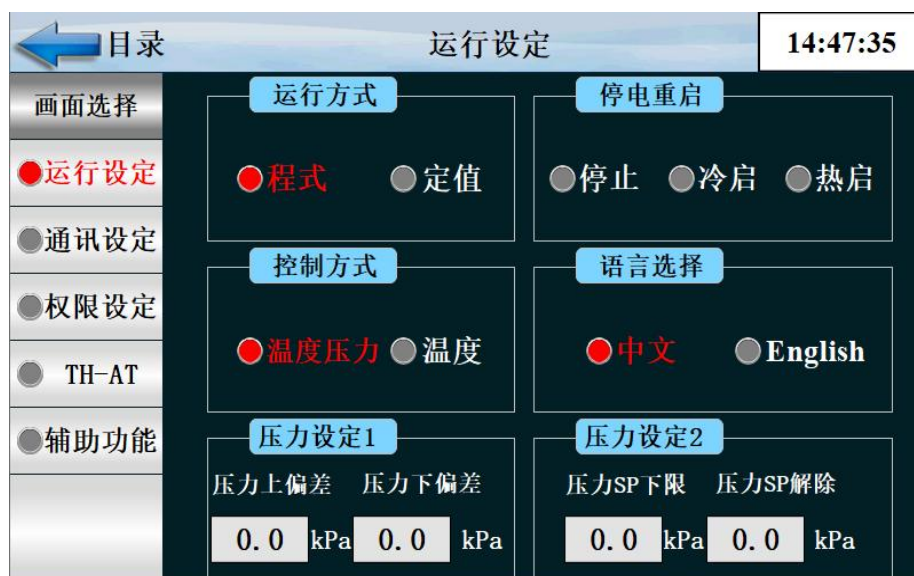 目录 运行设定 14:47:35
画面选择
运行设定
通讯设定
权限设定
TH-AT
辅助功能
运行方式
程式 定值
停电重启
停止 冷启 热启
控制方式
温度压力 温度
语言选择
中文 English
压力设定1
压力上偏差 压力下偏差
0.0 kPa 0.0 kPa
压力设定2
压力SP下限 压力SP解除
0.0 kPa 0.0 kPa